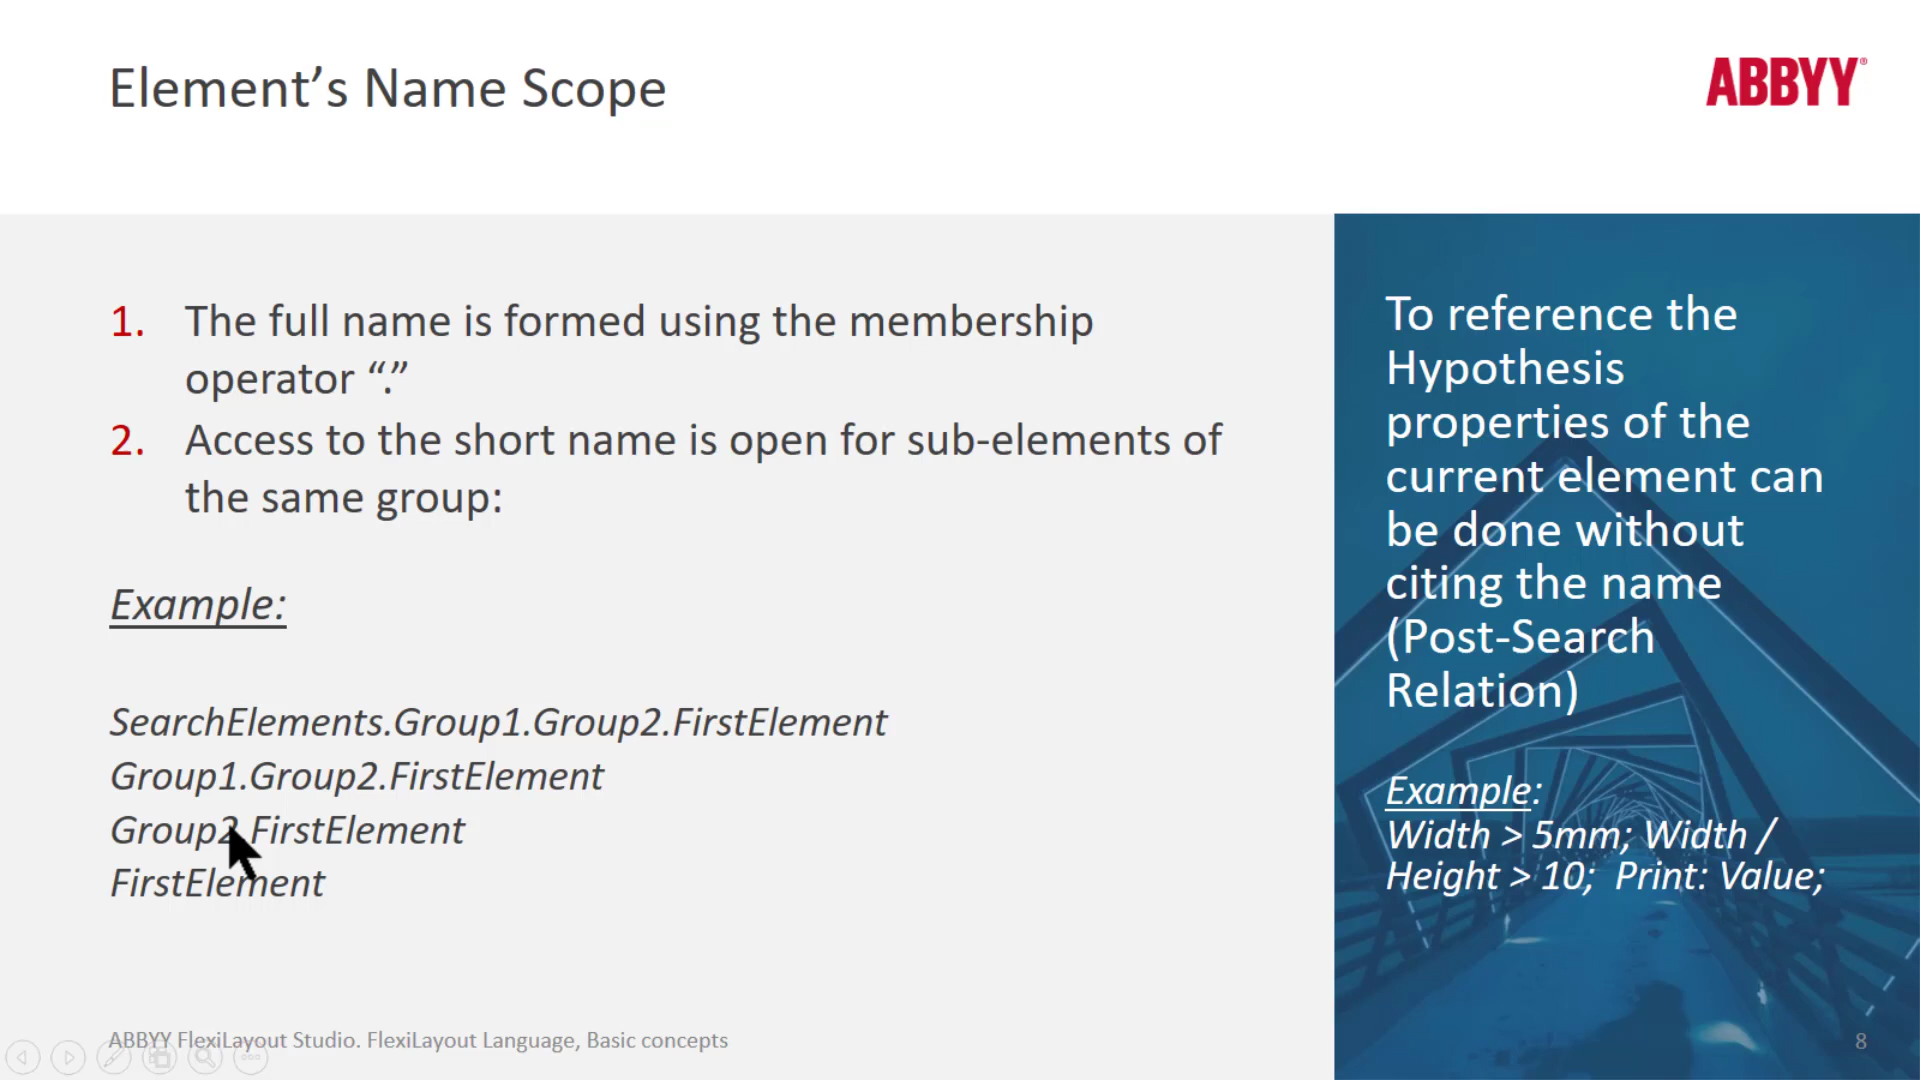 Element’s Name Scope
ABBYY®
1. The full name is formed using the membership
operator “.”
2. Access to the short name is open for sub-elements of
the same group:
Example:
SearchElements.Group1.Group2.FirstElement
Group1.Group2.FirstElement
Group2.FirstElement
FirstElement
To reference the
Hypothesis
properties of the
current element can
be done without
citing the name
(Post-Search
Relation)
Example:
Width > 5mm; Width /
Height > 10; Print: Value;
ABBYY FlexiLayout Studio. FlexiLayout Language, Basic concepts
8